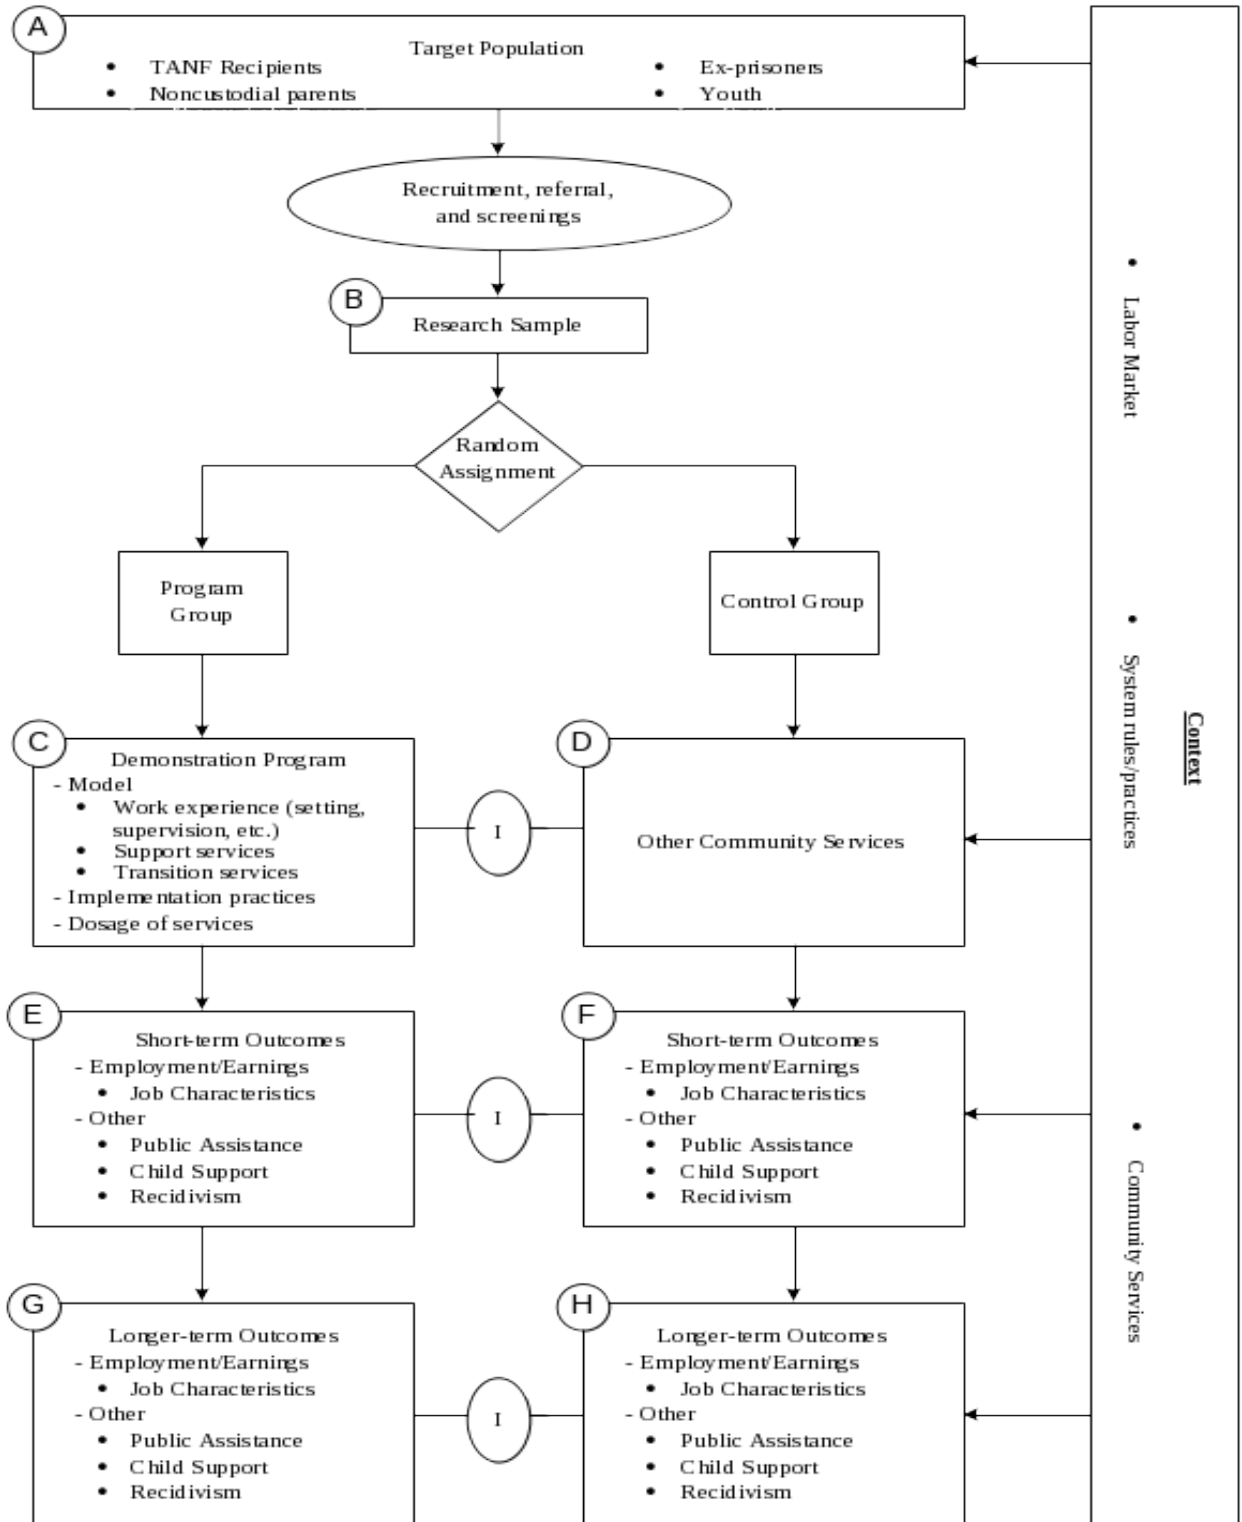 A
Target Population
• TANF Recipients
• Noncustodial parents
• Ex-prisoners
• Youth
Recruitment, referral,
and screenings
B
Research Sample
Random
Assignment
Program
Group
Control Group
C
Demonstration Program
- Model
• Work experience (setting,
supervision, etc.)
• Support services
• Transition services
- Implementation practices
- Dosage of services
I
D
Other Community Services
E
Short-term Outcomes
- Employment/Earnings
• Job Characteristics
- Other
• Public Assistance
• Child Support
• Recidivism
I
F
Short-term Outcomes
- Employment/Earnings
• Job Characteristics
- Other
• Public Assistance
• Child Support
• Recidivism
G
Longer-term Outcomes
- Employment/Earnings
• Job Characteristics
- Other
• Public Assistance
• Child Support
• Recidivism
I
H
Longer-term Outcomes
- Employment/Earnings
• Job Characteristics
- Other
• Public Assistance
• Child Support
• Recidivism
Context
• Labor Market
• System rules/practices
• Community Services